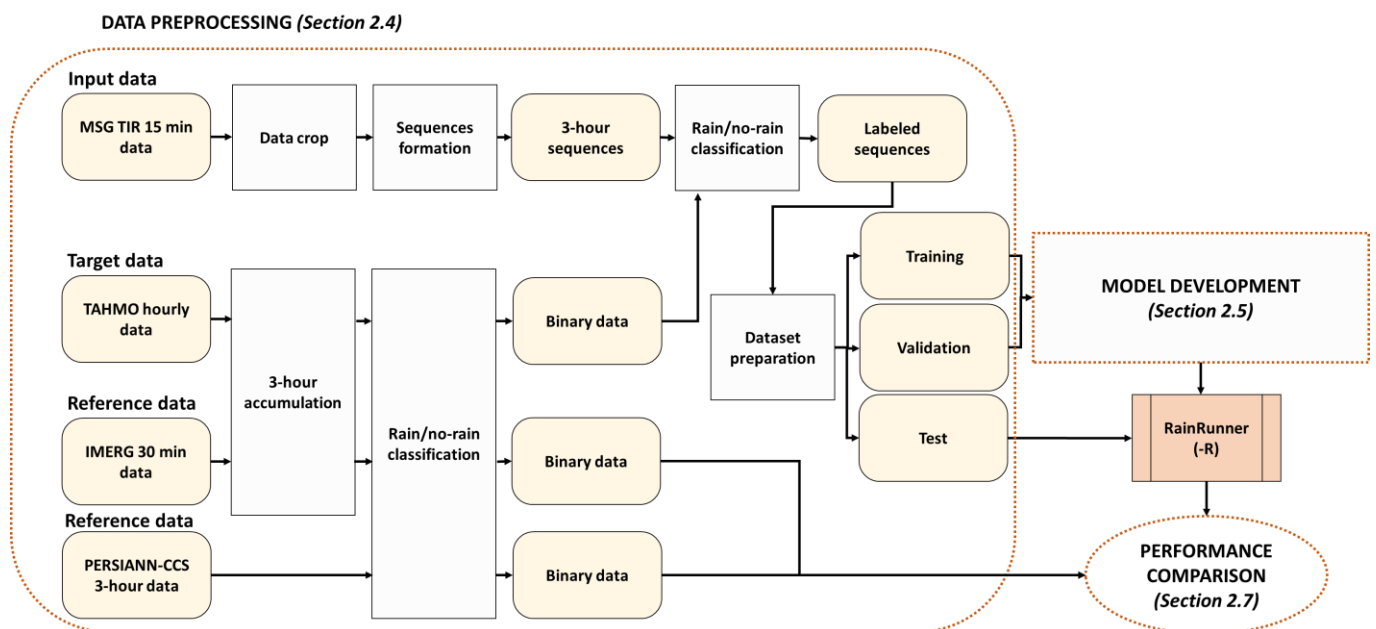 DATA PREPROCESSING (Section 2.4)
Input data
MSG TIR 15 min
data
Data crop
Sequences
formation
3-hour
sequences
Rain/no-rain
classification
Labeled
sequences
Target data
TAHMO hourly
data
3-hour
accumulation
Rain/no-rain
classification
Binary data
Dataset
preparation
Training
Validation
Test
MODEL DEVELOPMENT
(Section 2.5)
Reference data
IMERG 30 min
data
Binary data
RainRunner
(-R)
Reference data
PERSIANN-CCS
3-hour data
Binary data
PERFORMANCE
COMPARISON
(Section 2.7)